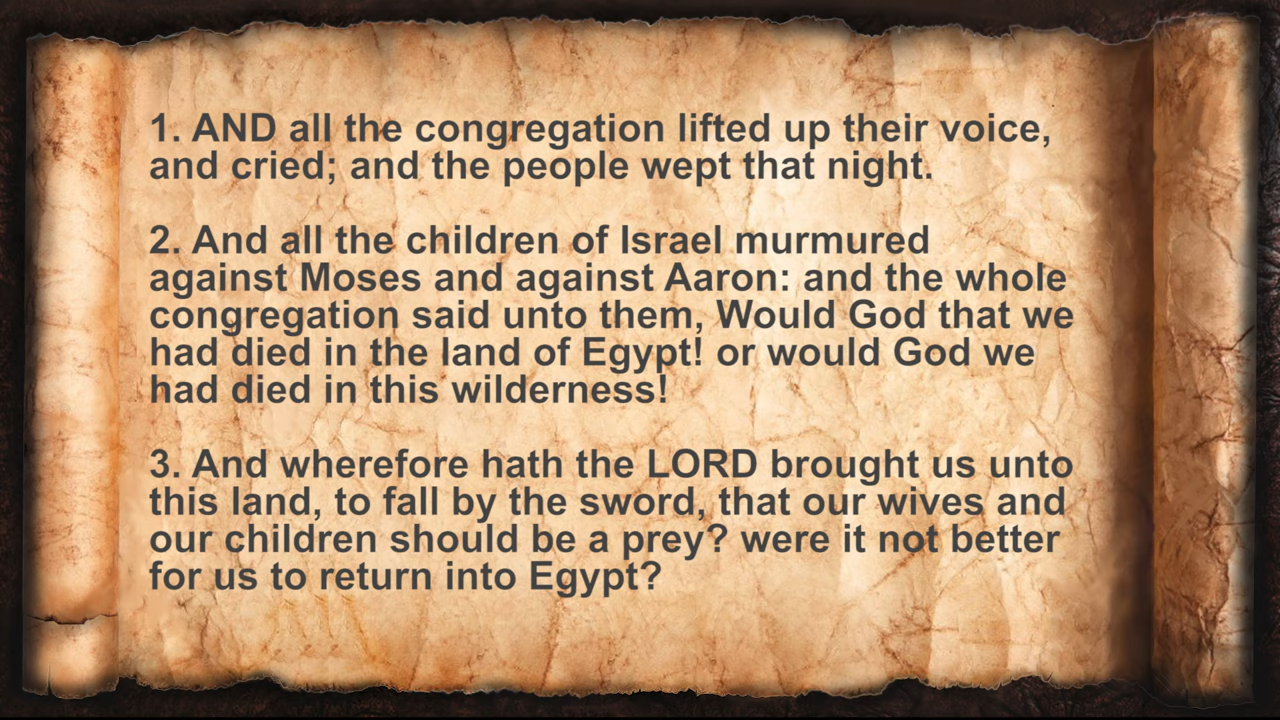 1. AND all the congregation lifted up their voice,
and cried; and the people wept that night.
2. And all the children of Israel murmured
against Moses and against Aaron: and the whole
congregation said unto them, Would God that we
had died in the land of Egypt! or would God we
had died in this wilderness!
3. And wherefore hath the LORD brought us unto
this land, to fall by the sword, that our wives and
our children should be a prey? were it not better
for us to return into Egypt?